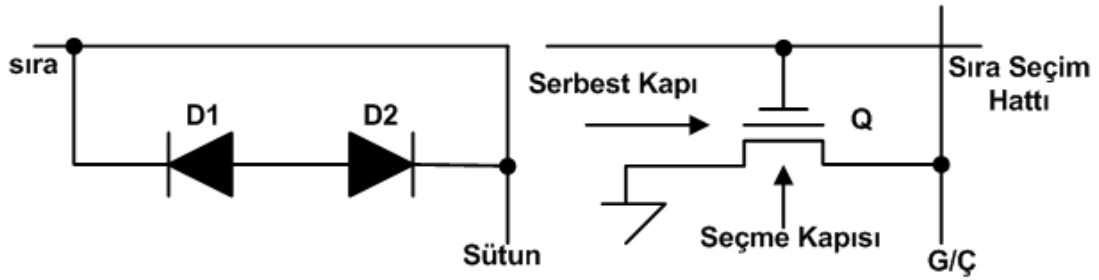 sıra
D1
D2
Sütun
Serbest Kapı
Q
Sıra Seçim
Hattı
Seçme Kapısı
G/Ç